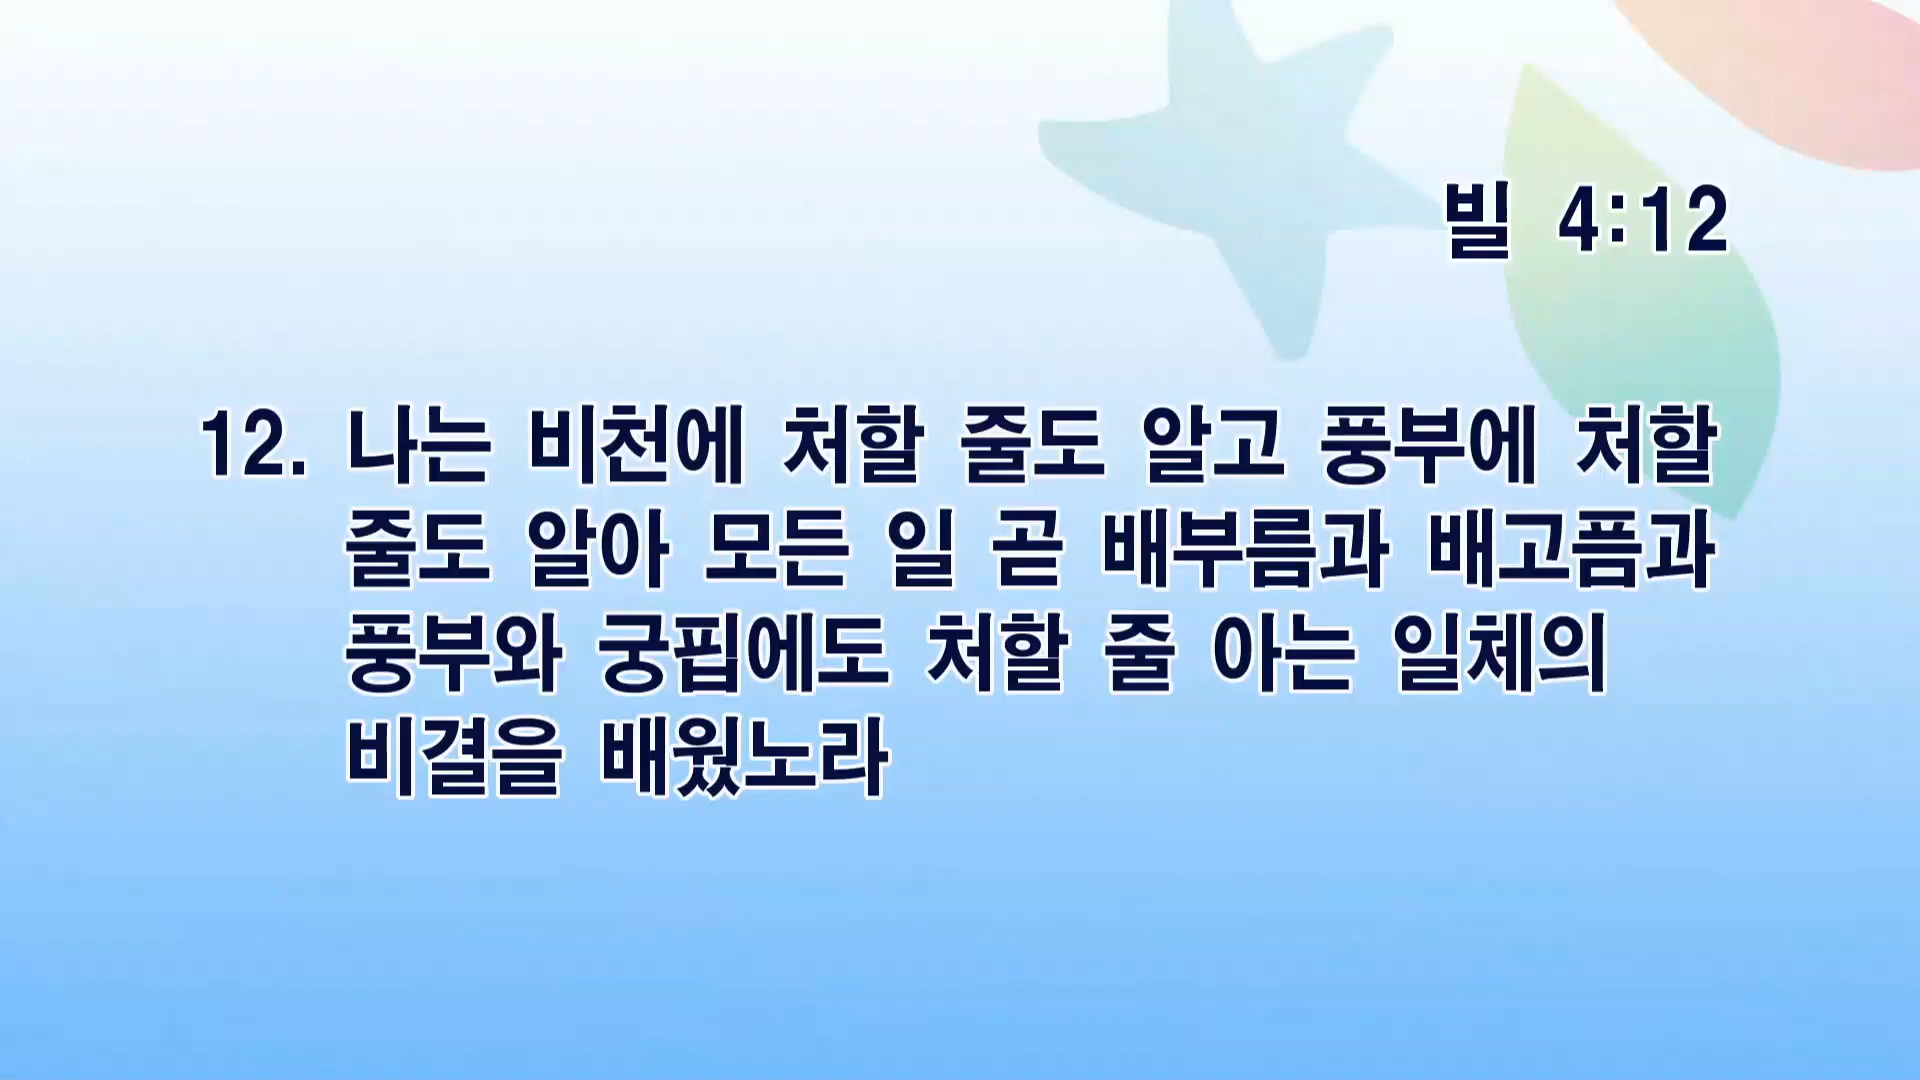 빌 4:12
12. 나는 비천에 처할 줄도 알고 풍부에 처할
줄도 알아 모든 일 곧 배부름과 배고픔과
풍부와 궁핍에도 처할 줄 아는 일체의
비결을 배웠노라